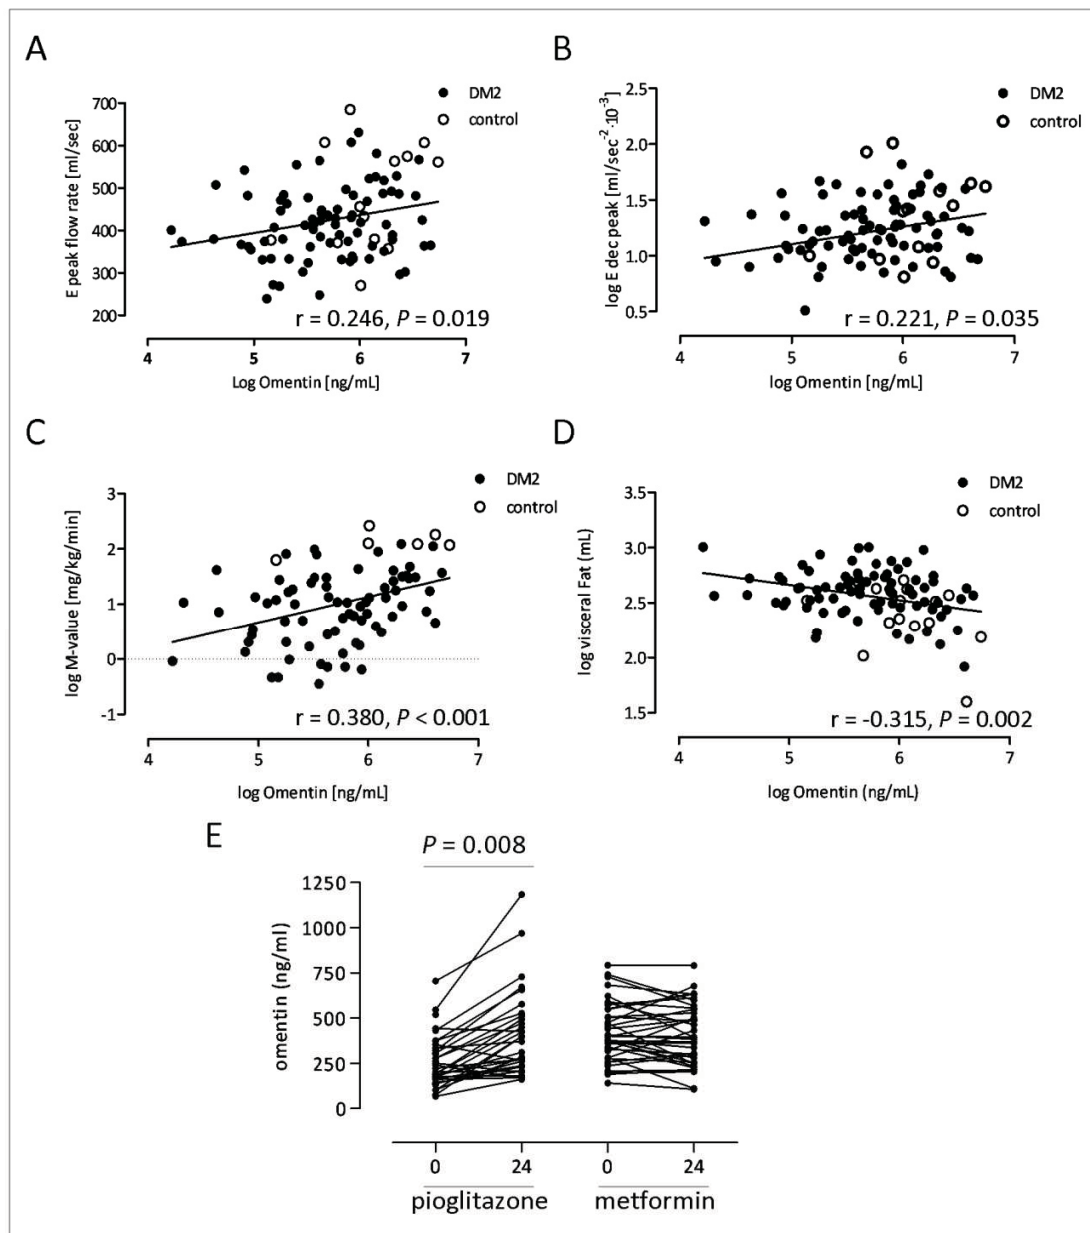 A
DM2
control
E peak flow rate [ml/sec]
700
600
500
400
300
200
r = 0.246, P = 0.019
4 5 6 7
Log Omentin [ng/mL]
B
DM2
control
log E dec peak [ml/sec⁻²·10⁻³]
2.5
2.0
1.5
1.0
0.5
r = 0.221, P = 0.035
4 5 6 7
log Omentin [ng/mL]
C
DM2
control
log M-value [mg/kg/min]
3
2
1
0
-1
r = 0.380, P < 0.001
4 5 6 7
log Omentin [ng/mL]
D
DM2
control
log visceral Fat (mL)
3.5
3.0
2.5
2.0
1.5
r = -0.315, P = 0.002
4 5 6 7
log Omentin (ng/mL)
E
P = 0.008
omentin (ng/ml)
1250
1000
750
500
250
0
0 24 0 24
pioglitazone metformin